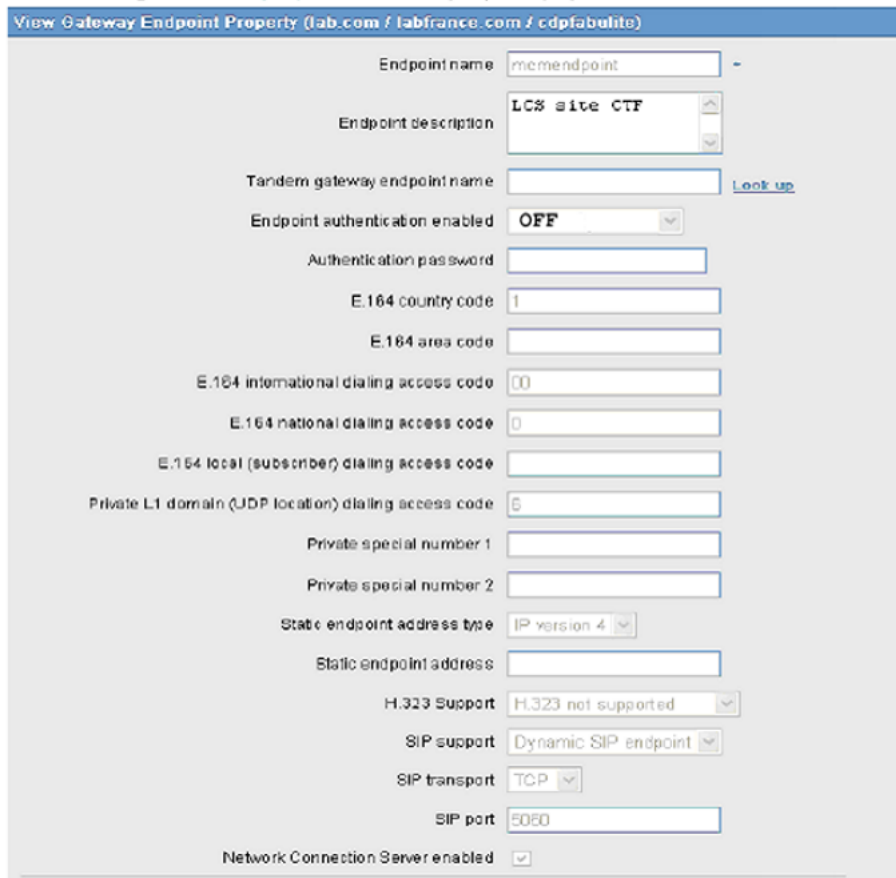 View Gateway Endpoint Property (lab.com / labfrance.com / cdpfabulite)
Endpoint name mcmendpoint
Endpoint description LCS site CTF
Tandem gateway endpoint name Look up
Endpoint authentication enabled OFF
Authentication password
E.164 country code 1
E.164 area code
E.164 international dialing access code 00
E.164 national dialing access code 0
E.164 local (subscriber) dialing access code
Private L1 domain (UDP location) dialing access code 6
Private special number 1
Private special number 2
Static endpoint address type IP version 4
Static endpoint address
H.323 Support H.323 not supported
SIP support Dynamic SIP endpoint
SIP transport TCP
SIP port 5060
Network Connection Server enabled